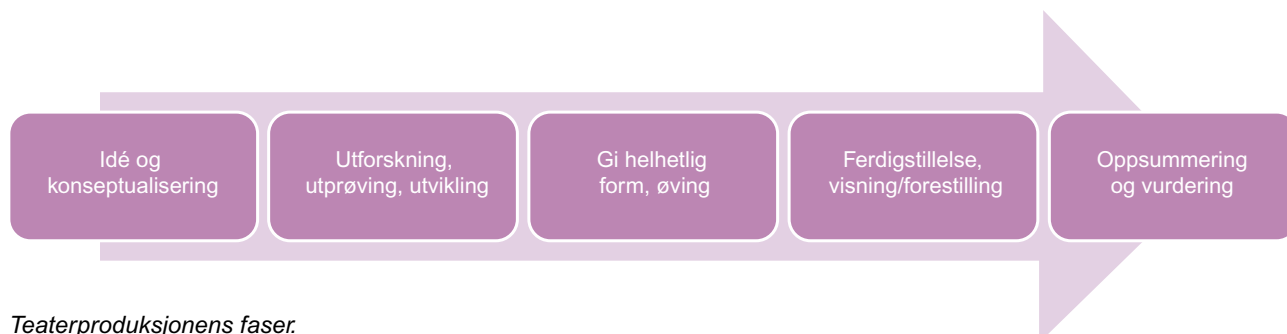 Idé og
konseptualisering
Utforskning,
utprøving, utvikling
Gi helhetlig
form, øving
Ferdigstillelse,
visning/forestilling
Oppsummering
og vurdering
Teaterproduksjonens faser.